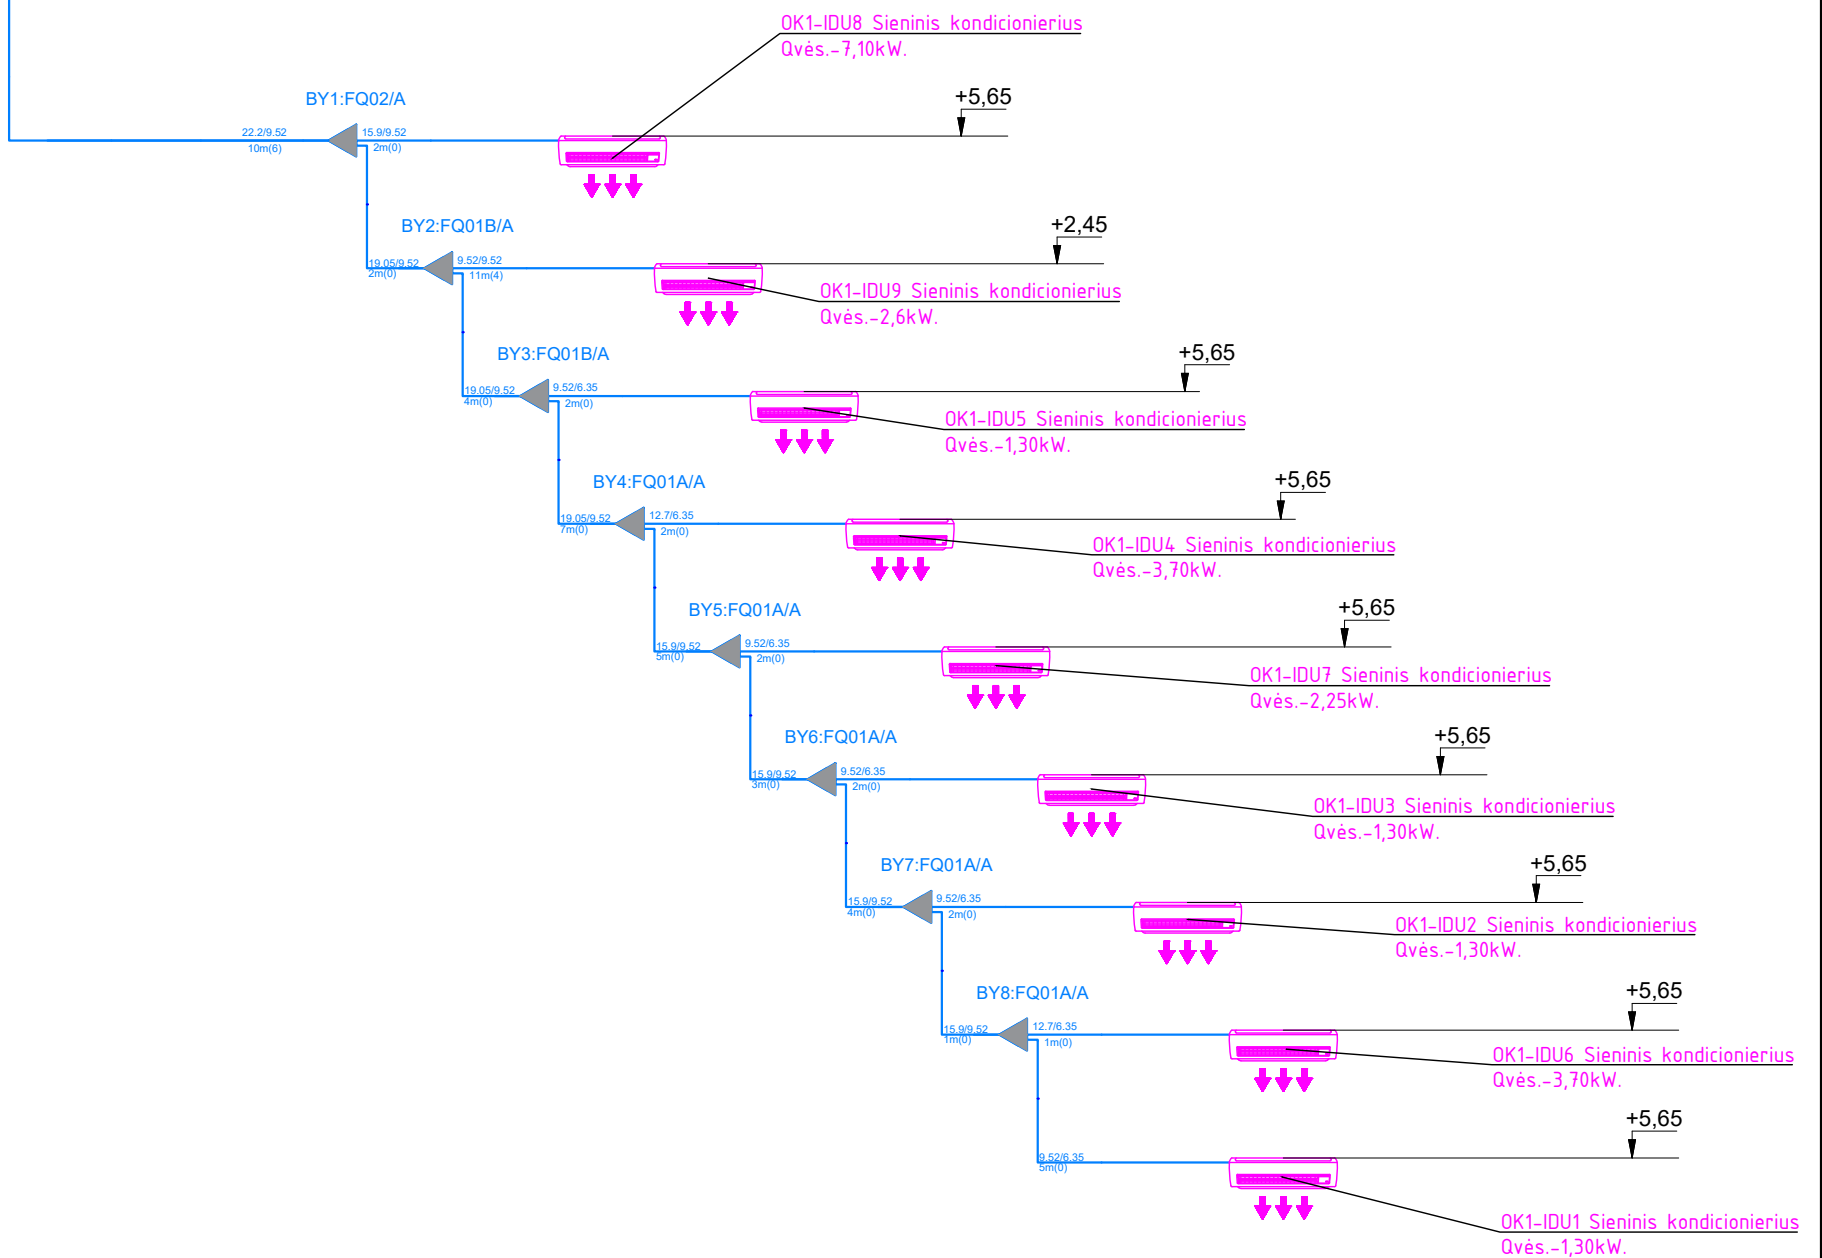 OK1-IDU8 Sieninis kondicionierius
Qvės.-7,10kW.
BY1:FQ02/A
+5,65
22.2/9.52
10m(6)
15.9/9.52
2m(0)
BY2:FQ01B/A
+2,45
19.05/9.52
2m(0)
9.52/9.52
11m(4)
OK1-IDU9 Sieninis kondicionierius
Qvės.-2,6kW.
BY3:FQ01B/A
+5,65
19.05/9.52
4m(0)
9.52/6.35
2m(0)
OK1-IDU5 Sieninis kondicionierius
Qvės.-1,30kW.
BY4:FQ01A/A
+5,65
19.05/9.52
7m(0)
12.7/6.35
2m(0)
OK1-IDU4 Sieninis kondicionierius
Qvės.-3,70kW.
BY5:FQ01A/A
+5,65
15.9/9.52
5m(0)
9.52/6.35
2m(0)
OK1-IDU7 Sieninis kondicionierius
Qvės.-2,25kW.
BY6:FQ01A/A
+5,65
15.9/9.52
3m(0)
9.52/6.35
2m(0)
OK1-IDU3 Sieninis kondicionierius
Qvės.-1,30kW.
BY7:FQ01A/A
+5,65
15.9/9.52
4m(0)
9.52/6.35
2m(0)
OK1-IDU2 Sieninis kondicionierius
Qvės.-1,30kW.
BY8:FQ01A/A
+5,65
15.9/9.52
1m(0)
12.7/6.35
1m(0)
OK1-IDU6 Sieninis kondicionierius
Qvės.-3,70kW.
+5,65
9.52/6.35
5m(0)
OK1-IDU1 Sieninis kondicionierius
Qvės.-1,30kW.